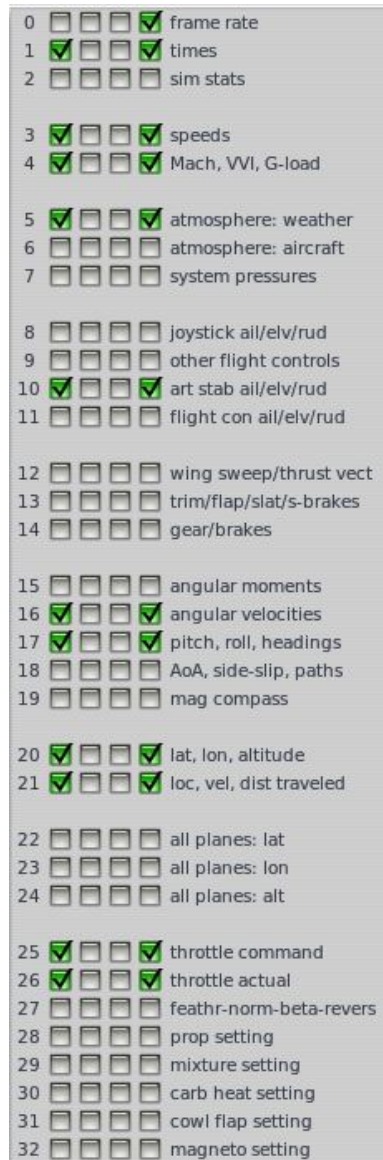 0 frame rate
1 times
2 sim stats
3 speeds
4 Mach, VVI, G-load
5 atmosphere: weather
6 atmosphere: aircraft
7 system pressures
8 joystick ail/elv/rud
9 other flight controls
10 art stab ail/elv/rud
11 flight con ail/elv/rud
12 wing sweep/thrust vect
13 trim/flap/slat/s-brakes
14 gear/brakes
15 angular moments
16 angular velocities
17 pitch, roll, headings
18 AoA, side-slip, paths
19 mag compass
20 lat, lon, altitude
21 loc, vel, dist traveled
22 all planes: lat
23 all planes: lon
24 all planes: alt
25 throttle command
26 throttle actual
27 feathr-norm-beta-revers
28 prop setting
29 mixture setting
30 carb heat setting
31 cowl flap setting
32 magneto setting